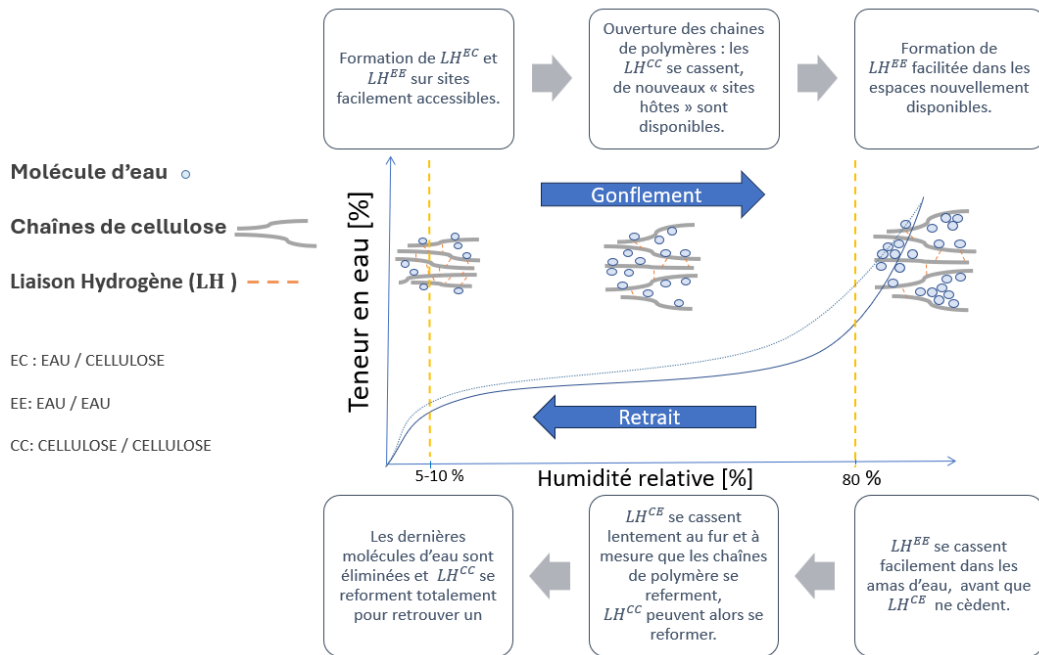 Formation de LH^EC et
LH^EE sur sites
facilement accessibles.
Ouverture des chaines
de polymères : les
LH^CC se cassent,
de nouveaux « sites
hôtes » sont
disponibles.
Formation de
LH^EE facilitée dans les
espaces nouvellement
disponibles.
Molécule d'eau
Chaînes de cellulose
Liaison Hydrogène (LH )
EC : EAU / CELLULOSE
EE: EAU / EAU
CC: CELLULOSE / CELLULOSE
Teneur en eau [%]
Gonflement
Retrait
5-10 %
Humidité relative [%]
80 %
Les dernières
molécules d'eau sont
éliminées et LH^CC se
reforment totalement
pour retrouver un
LH^CE se cassent
lentement au fur et à
mesure que les chaînes
de polymère se
referment,
LH^CC peuvent alors se
reformer.
LH^EE se cassent
facilement dans les
amas d'eau, avant que
LH^CE ne cèdent.